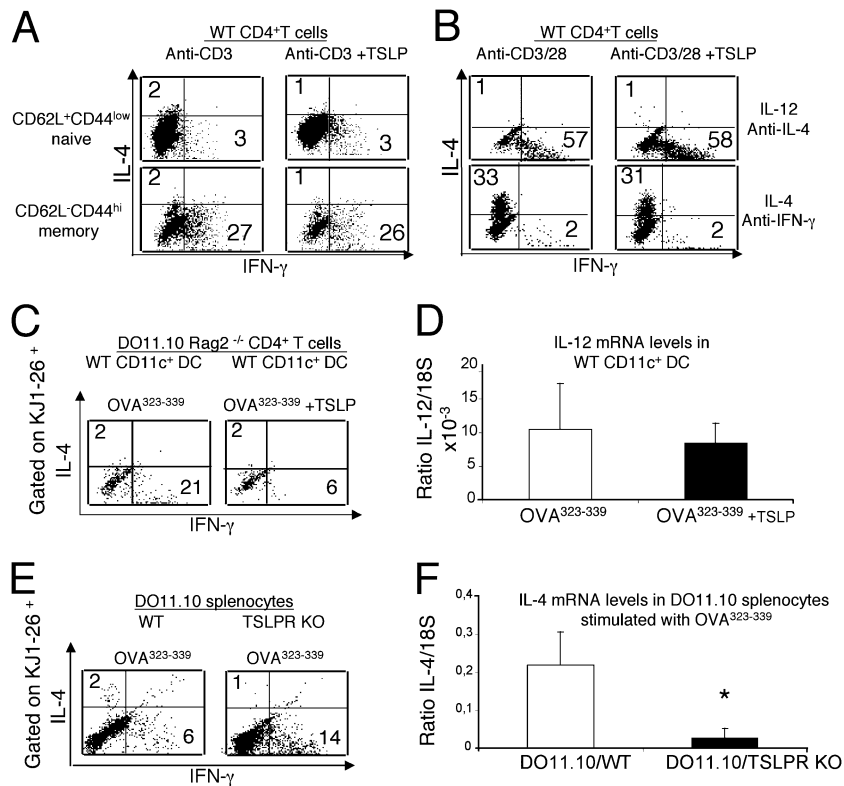 A
WT CD4+T cells
Anti-CD3
Anti-CD3 +TSLP
CD62L+CD44low
naive
CD62L-CD44hi
memory
IL-4
2
3
1
3
2
27
1
26
IFN-γ
B
WT CD4+T cells
Anti-CD3/28
Anti-CD3/28 +TSLP
IL-4
1
57
1
58
IL-12
Anti-IL-4
33
2
31
2
IL-4
Anti-IFN-γ
IFN-γ
C
DO11.10 Rag2 -/- CD4+ T cells
WT CD11c+ DC
WT CD11c+ DC
OVA323-339
OVA323-339 +TSLP
Gated on KJ1-26 +
IL-4
2
21
2
6
IFN-γ
D
IL-12 mRNA levels in
WT CD11c+ DC
Ratio IL-12/18S
x10-3
20
15
10
5
0
OVA323-339
OVA323-339 +TSLP
E
DO11.10 splenocytes
WT
TSLPR KO
OVA323-339
OVA323-339
Gated on KJ1-26 +
IL-4
2
6
1
14
IFN-γ
F
IL-4 mRNA levels in DO11.10 splenocytes
stimulated with OVA323-339
Ratio IL-4/18S
0,4
0,3
0,2
0,1
0
*
DO11.10/WT
DO11.10/TSLPR KO